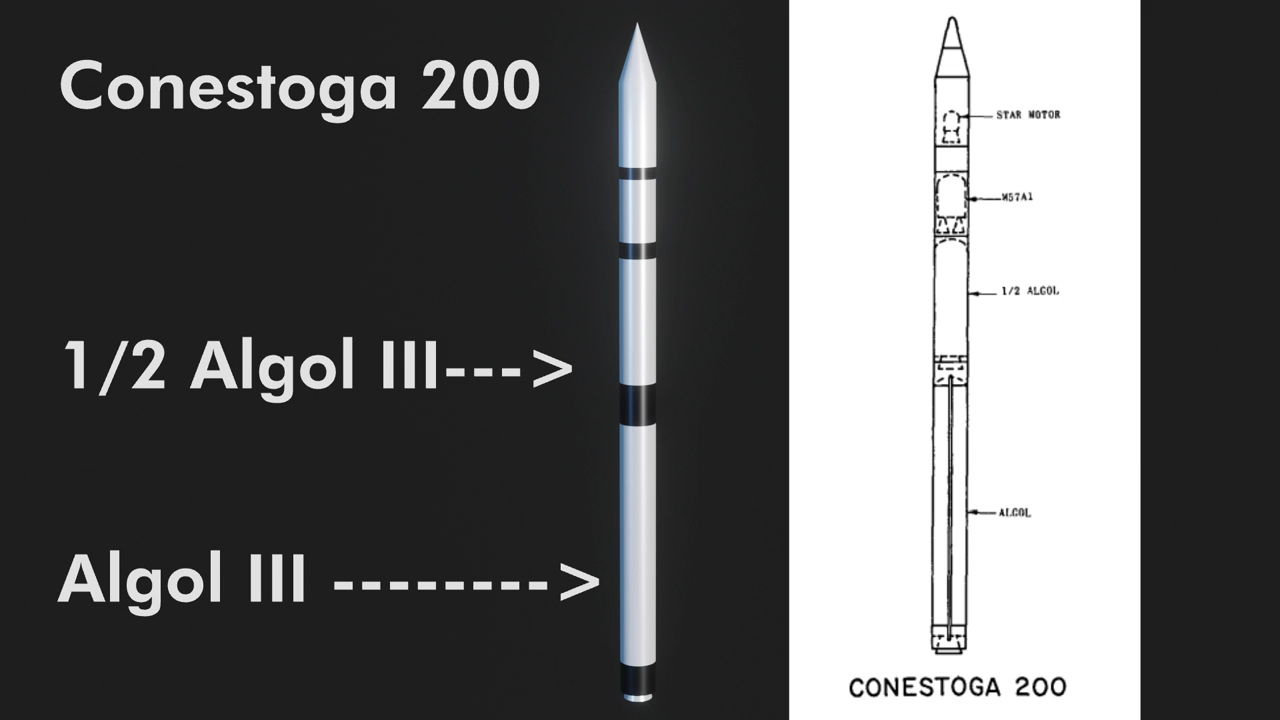 Conestoga 200
1/2 Algol III--->
Algol III -------->
STAR MOTOR
M57A1
1/2 ALGOL
ALGOL
CONESTOGA 200